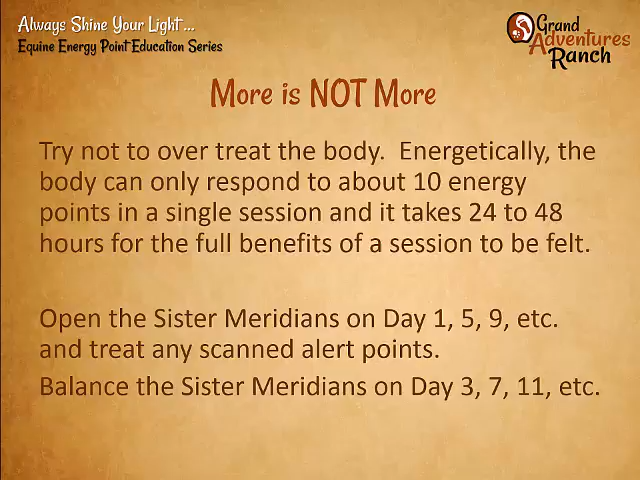 Always Shine Your Light...
Equine Energy Point Education Series
Grand
Adventures
Ranch
More is NOT More
Try not to over treat the body.  Energetically, the
body can only respond to about 10 energy
points in a single session and it takes 24 to 48
hours for the full benefits of a session to be felt.
Open the Sister Meridians on Day 1, 5, 9, etc.
and treat any scanned alert points.
Balance the Sister Meridians on Day 3, 7, 11, etc.